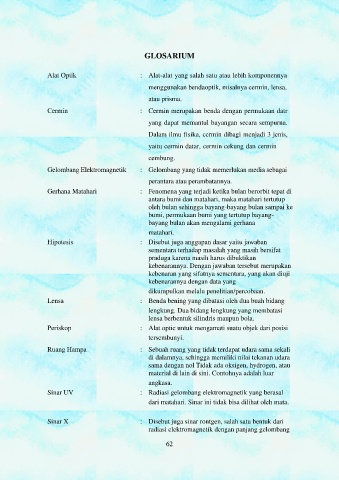 GLOSARIUM
Alat Optik : Alat-alat yang salah satu atau lebih komponennya
menggunakan bendaoptik, misalnya cermin, lensa,
atau prisma.
Cermin : Cermin merupakan benda dengan permukaan datr
yang dapat memantul bayangan secara sempurna.
Dalam ilmu fisika, cermin dibagi menjadi 3 jenis,
yaitu cermin datar, cermin cekung dan cermin
cembung.
Gelombang Elektromagnetik : Gelombang yang tidak memerlukan media sebagai
perantara atau perambatannya.
Gerhana Matahari : Fenomena yang terjadi ketika bulan berorbit tepat di
antara bumi dan matahari, maka matahari tertutup
oleh bulan sehingga bayang-bayang bulan sampai ke
bumi, permukaan bumi yang tertutup bayang-
bayang bulan akan mengalami gerhana
matahari.
Hipotesis : Disebut juga anggapan dasar yaitu jawaban
sementara terhadap masalah yang masih bersifat
praduga karena masih harus dibuktikan
kebenarannya. Dengan jawaban tersebut merupakan
kebenaran yang sifatnya sementara, yang akan diuji
kebenarannya dengan data yang
dikumpulkan melalu penelitian/percobaan.
Lensa : Benda bening yang dibatasi oleh dua buah bidang
lengkung. Dua bidang lengkung yang membatasi
lensa berbentuk silindris maupun bola.
Periskop : Alat optic untuk mengamati suatu objek dari posisi
tersembunyi.
Ruang Hampa : Sebuah ruang yang tidak terdapat udara sama sekali
di dalamnya, sehingga memiliki nilai tekanan udara
sama dengan nol Tidak ada oksigen, hydrogen, atau
material di lain di sini. Contohnya adalah luar
angkasa.
Sinar UV : Radiasi gelombang elektromagnetik yang berasal
dari matahari. Sinar ini tidak bisa dilihat oleh mata.
Sinar X : Disebut juga sinar rontgen, salah satu bentuk dari
radiasi elektromagnetik dengan panjang gelombang
62